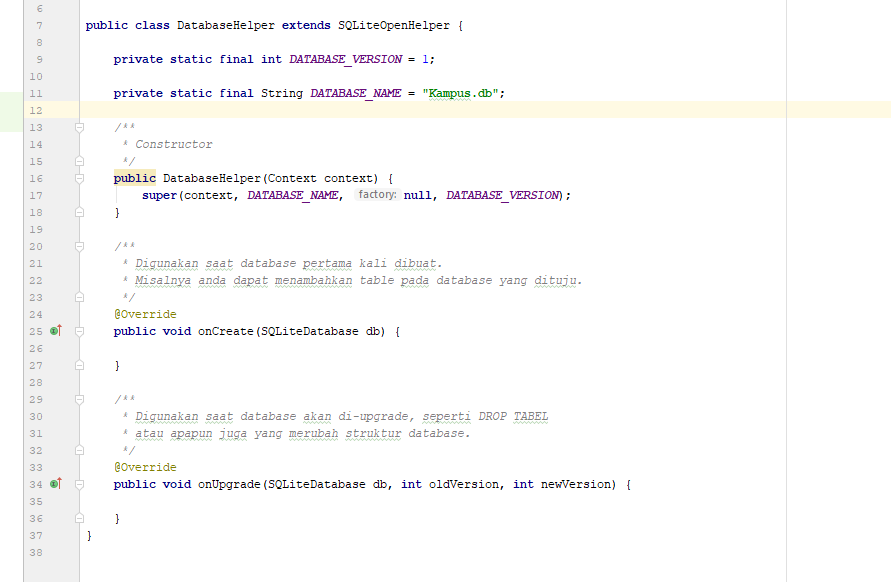 6
7 public class DatabaseHelper extends SQLiteOpenHelper {
8
9 private static final int DATABASE_VERSION = 1;
10
11 private static final String DATABASE_NAME = "Kampus.db";
12
13 /**
14 * Constructor
15 */
16 public DatabaseHelper(Context context) {
17 super(context, DATABASE_NAME, factory: null, DATABASE_VERSION);
18 }
19
20 /**
21 * Digunakan saat database pertama kali dibuat.
22 * Misalnya anda dapat menambahkan table pada database yang dituju.
23 */
24 @Override
25 public void onCreate(SQLiteDatabase db) {
26
27 }
28
29 /**
30 * Digunakan saat database akan di-upgrade, seperti DROP TABEL
31 * atau apapun juga yang merubah struktur database.
32 */
33 @Override
34 public void onUpgrade(SQLiteDatabase db, int oldVersion, int newVersion) {
35
36 }
37 }
38